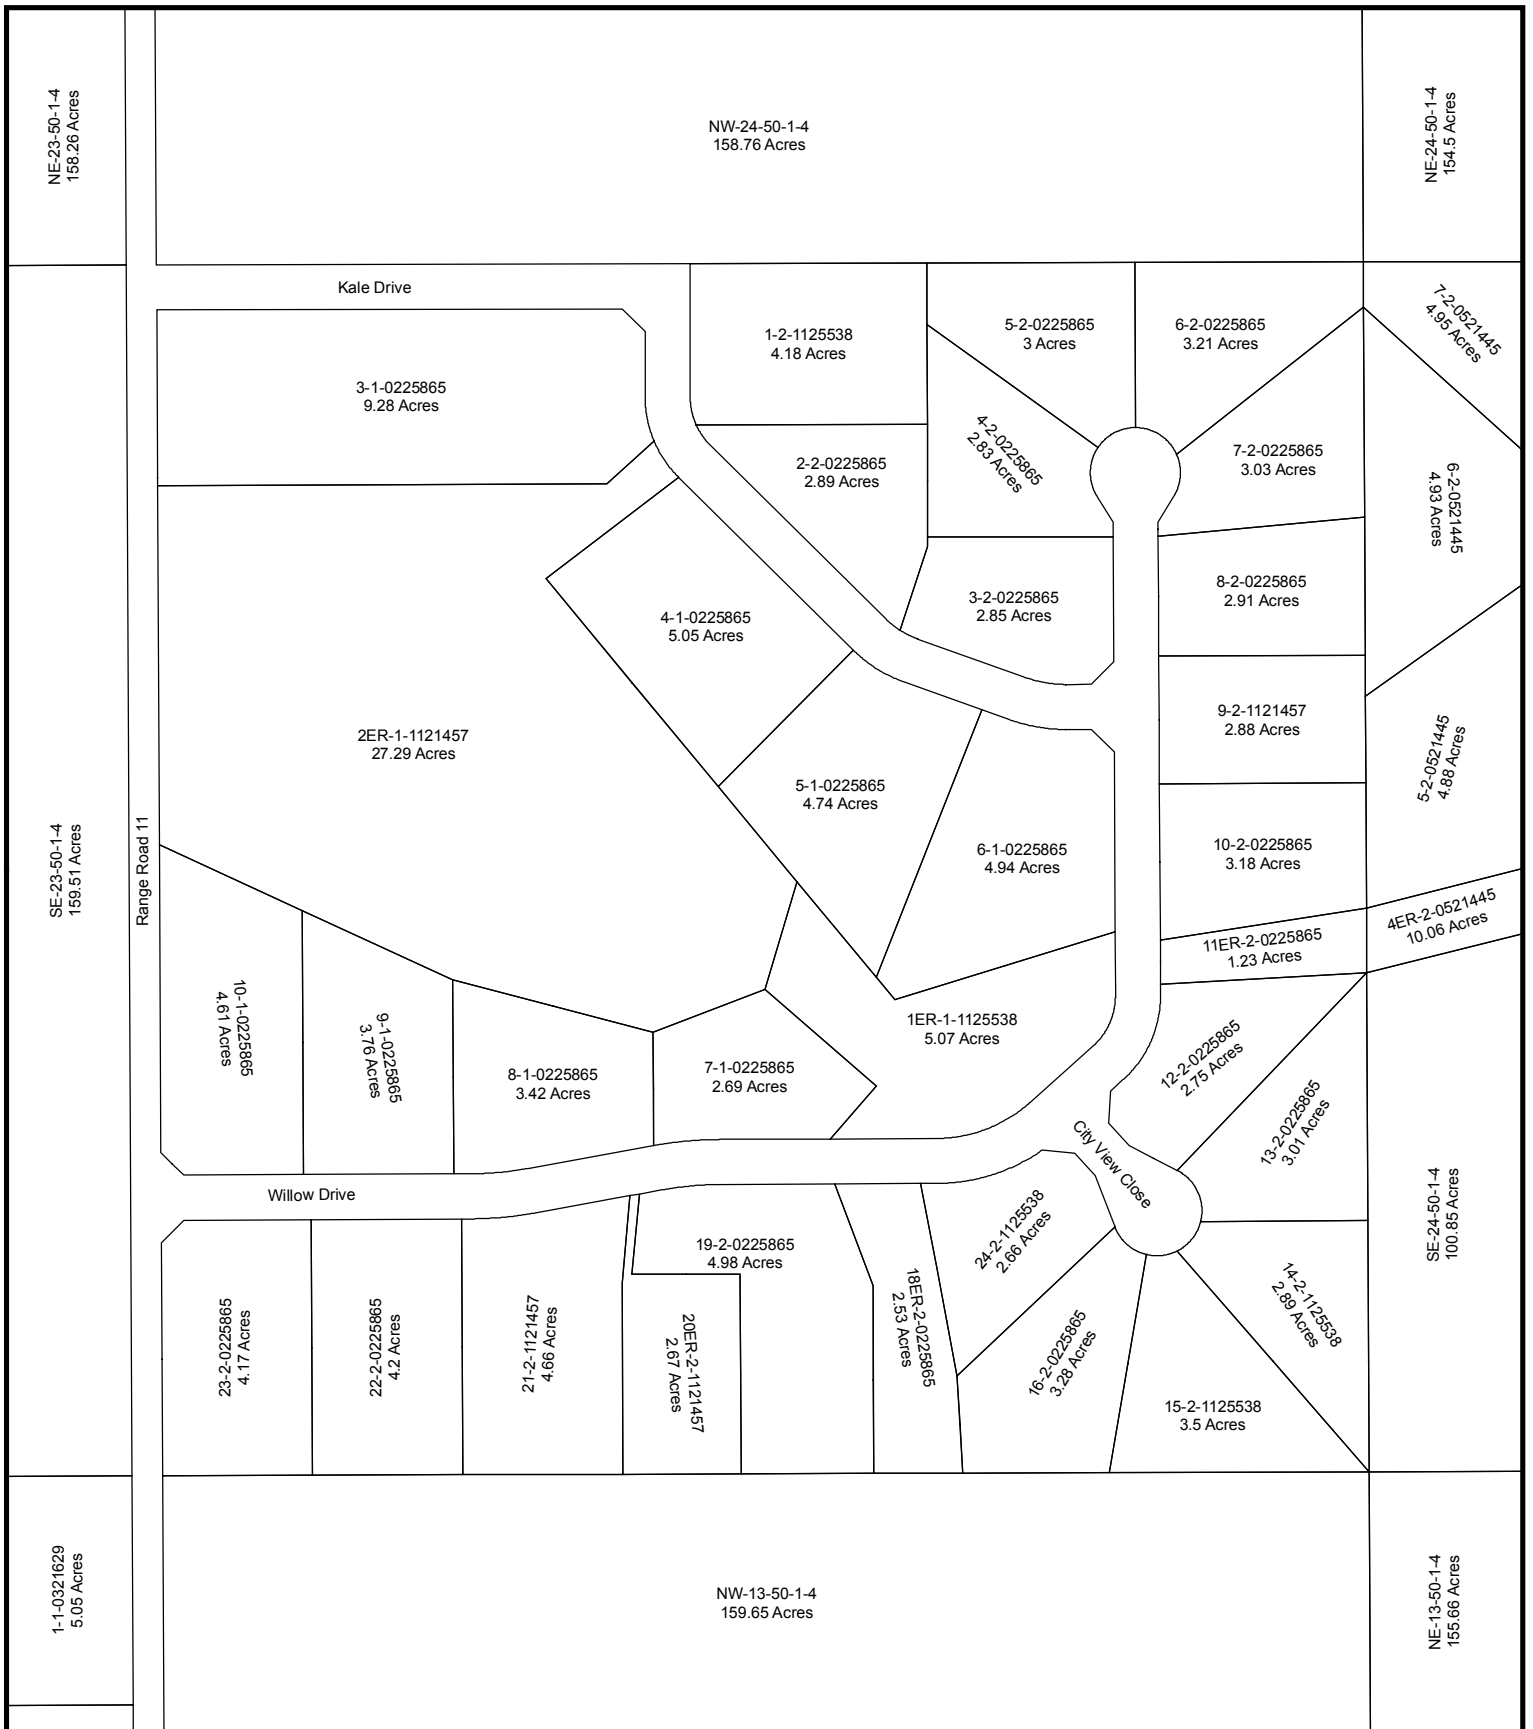 NE-23-50-1-4
158.26 Acres
NW-24-50-1-4
158.76 Acres
NE-24-50-1-4
154.5 Acres
Kale Drive
7-2-0521445
4.95 Acres
1-2-1125538
4.18 Acres
5-2-0225865
3 Acres
6-2-0225865
3.21 Acres
3-1-0225865
9.28 Acres
4-2-0225865
2.83 Acres
2-2-0225865
2.89 Acres
7-2-0225865
3.03 Acres
6-2-0521445
4.93 Acres
8-2-0225865
2.91 Acres
3-2-0225865
2.85 Acres
4-1-0225865
5.05 Acres
9-2-1121457
2.88 Acres
2ER-1-1121457
27.29 Acres
5-2-0521445
4.88 Acres
5-1-0225865
4.74 Acres
6-1-0225865
4.94 Acres
10-2-0225865
3.18 Acres
SE-23-50-1-4
159.51 Acres
Range Road 11
4ER-2-0521445
10.06 Acres
11ER-2-0225865
1.23 Acres
10-1-0225865
4.61 Acres
9-1-0225865
3.76 Acres
8-1-0225865
3.42 Acres
7-1-0225865
2.69 Acres
1ER-1-1125538
5.07 Acres
12-2-0225865
2.75 Acres
13-2-0225865
3.01 Acres
City View Close
Willow Drive
SE-24-50-1-4
100.85 Acres
24-2-1125538
2.66 Acres
19-2-0225865
4.98 Acres
14-2-1125538
2.89 Acres
18ER-2-0225865
2.53 Acres
23-2-0225865
4.17 Acres
22-2-0225865
4.2 Acres
21-2-1121457
4.66 Acres
20ER-2-1121457
2.67 Acres
16-2-0225865
3.28 Acres
15-2-1125538
3.5 Acres
1-1-0321629
5.05 Acres
NW-13-50-1-4
159.65 Acres
NE-13-50-1-4
155.66 Acres